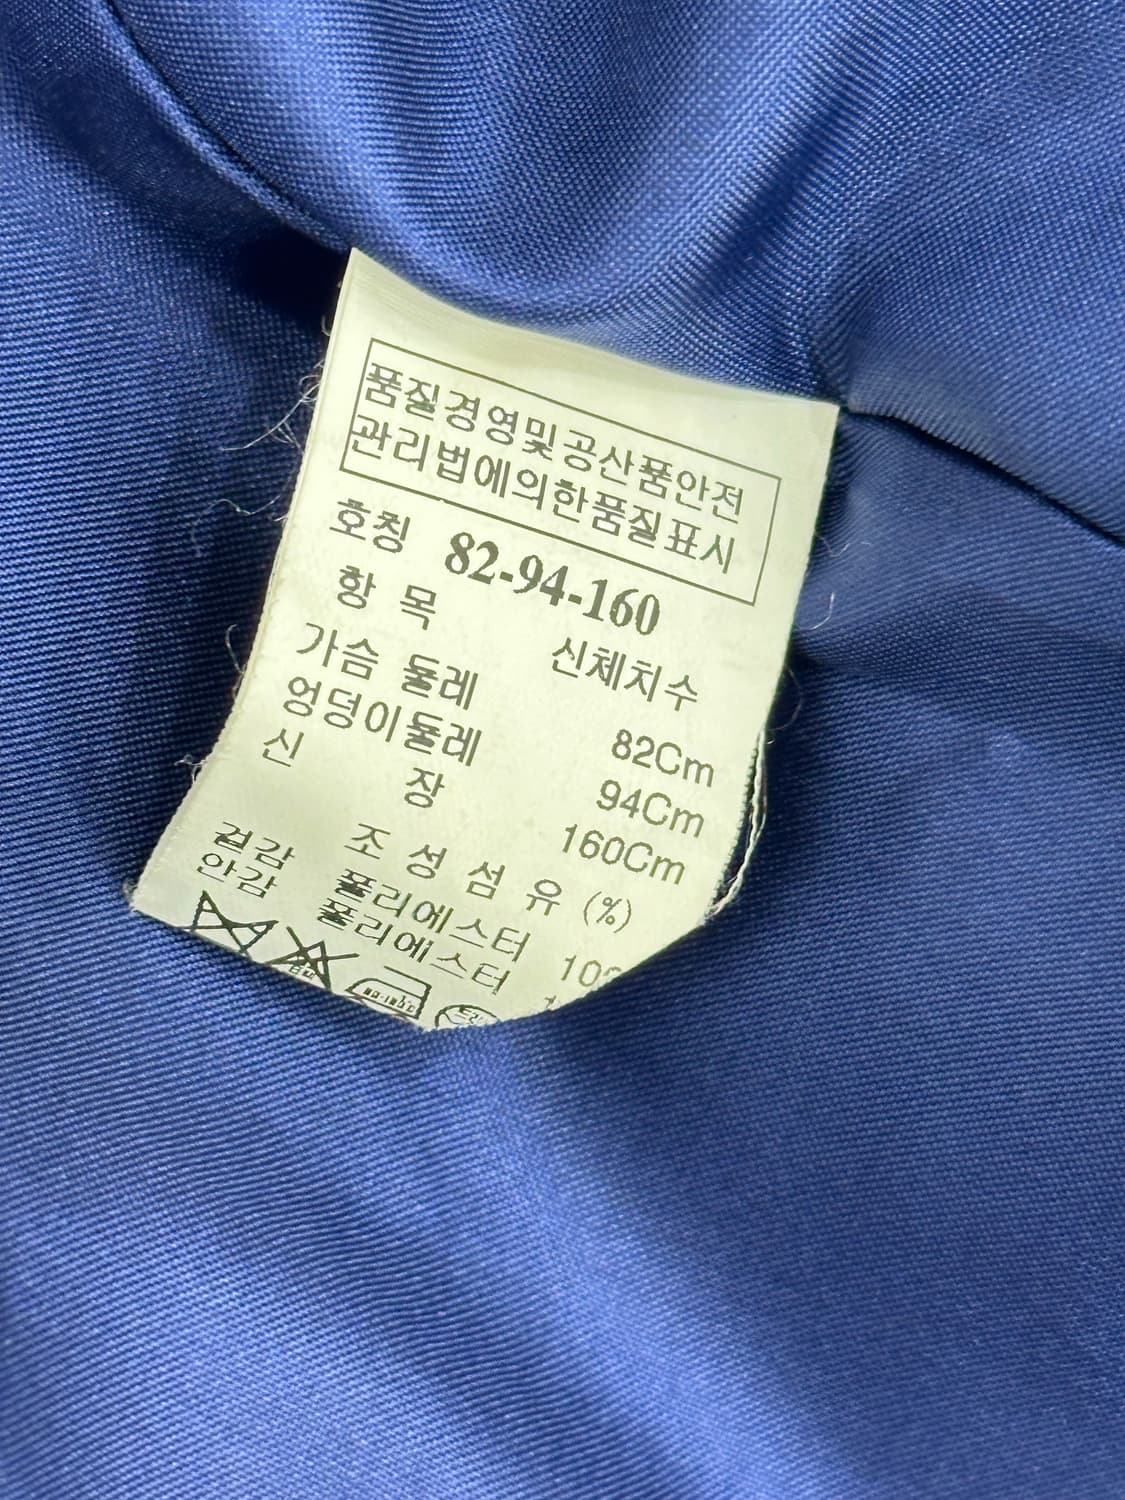 품질경영및공산품안전
관리법에의한품질표시
호칭 82-94-160
항 목 신체치수
가슴 둘레 82Cm
엉덩이둘레 94Cm
신 장 160Cm
조 성 섬 유 (%)
겉감 폴리에스터
안감 폴리에스터